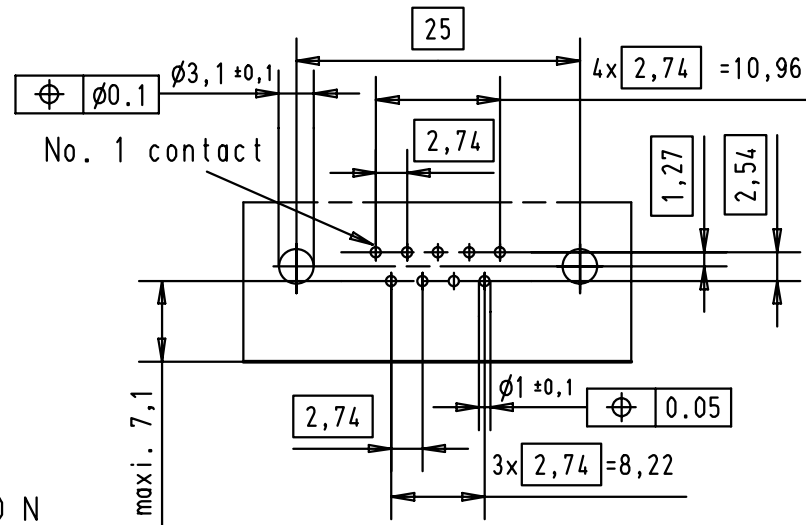 25
4x 2,74 =10,96
ø3,1 ±0,1
ø0.1
No. 1 contact
2,74
1,27
2,54
maxi. 7,1
ø1 ±0,1
0.05
2,74
3x 2,74 =8,22
N